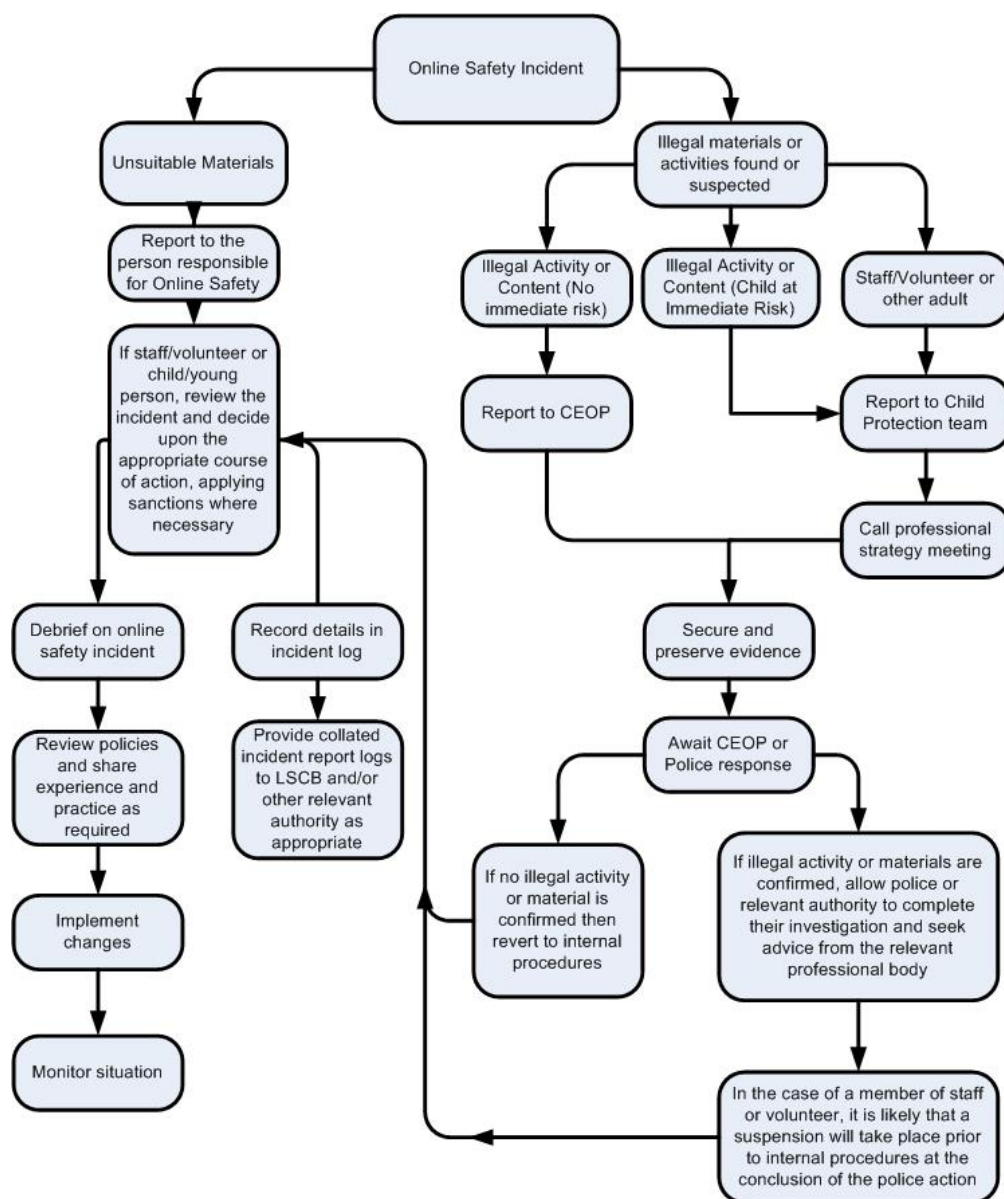 Online Safety Incident
Unsuitable Materials
Report to the
person responsible
for Online Safety
If staff/volunteer or
child/young
person, review the
incident and decide
upon the
appropriate course
of action, applying
sanctions where
necessary
Debrief on online
safety incident
Review policies
and share
experience and
practice as
required
Implement
changes
Monitor situation
Record details in
incident log
Provide collated
incident report logs
to LSCB and/or
other relevant
authority as
appropriate
Illegal materials or
activities found or
suspected
Illegal Activity or
Content (No
immediate risk)
Illegal Activity or
Content (Child at
Immediate Risk)
Staff/Volunteer or
other adult
Report to CEOP
Report to Child
Protection team
Call professional
strategy meeting
Secure and
preserve evidence
Await CEOP or
Police response
If no illegal activity
or material is
confirmed then
revert to internal
procedures
If illegal activity or materials are
confirmed, allow police or
relevant authority to complete
their investigation and seek
advice from the relevant
professional body
In the case of a member of staff
or volunteer, it is likely that a
suspension will take place prior
to internal procedures at the
conclusion of the police action